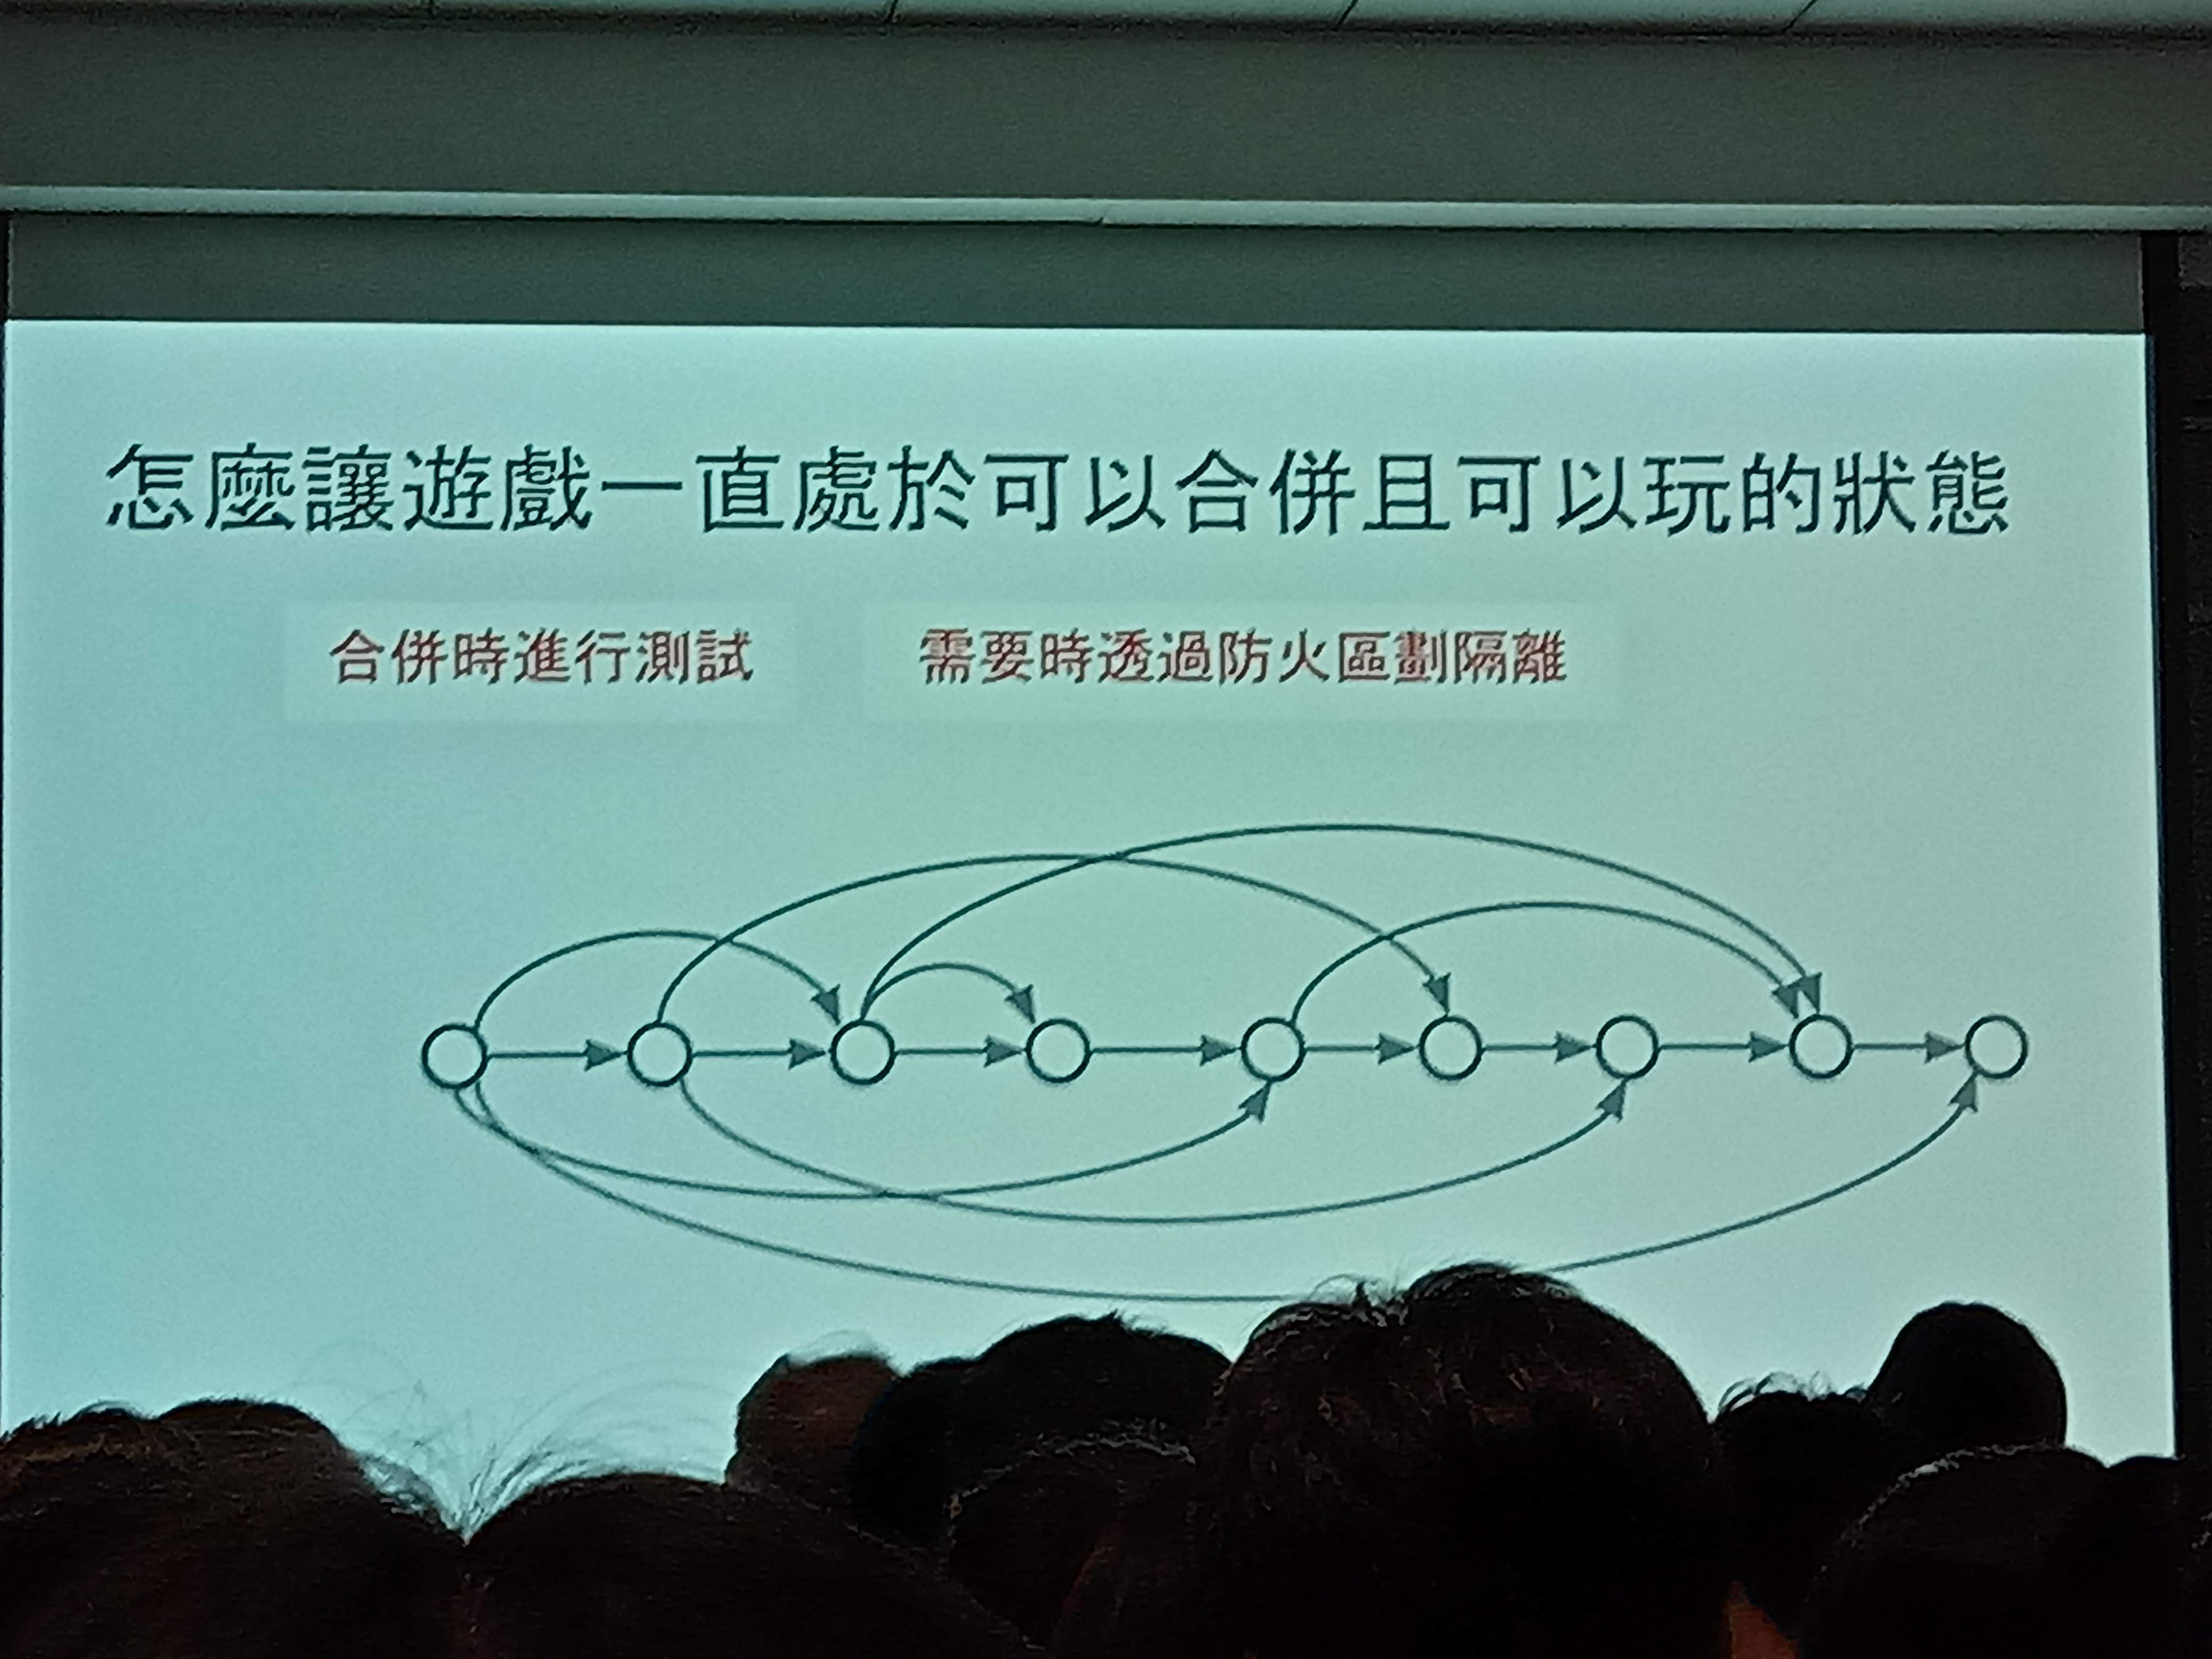 怎麼讓遊戲一直處於可以合併且可以玩的狀態
合併時進行測試
需要時透過防火區劃隔離